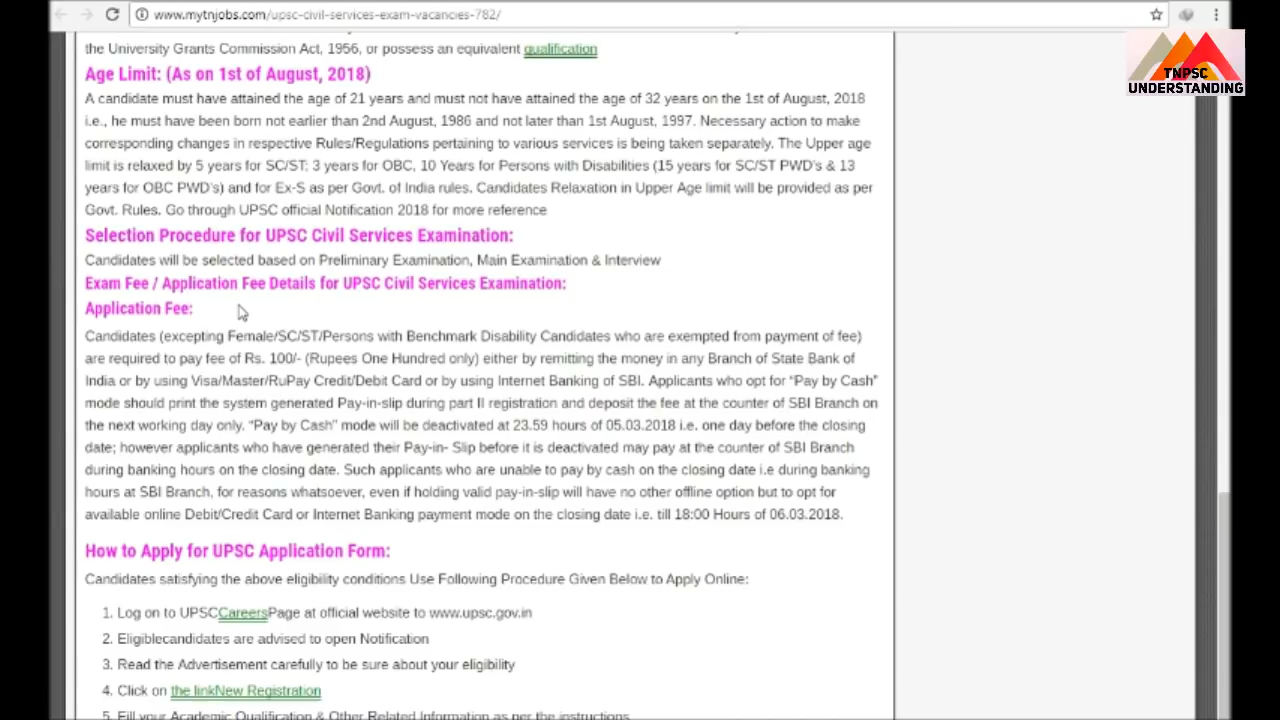 www.mytnjobs.com/upsc-civil-services-exam-vacancies-782/
TNPSC
UNDERSTANDING
the University Grants Commission Act, 1956, or possess an equivalent qualification
Age Limit: (As on 1st of August, 2018)
A candidate must have attained the age of 21 years and must not have attained the age of 32 years on the 1st of August, 2018
i.e., he must have been born not earlier than 2nd August, 1986 and not later than 1st August, 1997. Necessary action to make
corresponding changes in respective Rules/Regulations pertaining to various services is being taken separately. The Upper age
limit is relaxed by 5 years for SC/ST; 3 years for OBC, 10 Years for Persons with Disabilities (15 years for SC/ST PWD's & 13
years for OBC PWD's) and for Ex-S as per Govt. of India rules. Candidates Relaxation in Upper Age limit will be provided as per
Govt. Rules. Go through UPSC official Notification 2018 for more reference
Selection Procedure for UPSC Civil Services Examination:
Candidates will be selected based on Preliminary Examination, Main Examination & Interview
Exam Fee / Application Fee Details for UPSC Civil Services Examination:
Application Fee:
Candidates (excepting Female/SC/ST/Persons with Benchmark Disability Candidates who are exempted from payment of fee)
are required to pay fee of Rs. 100/- (Rupees One Hundred only) either by remitting the money in any Branch of State Bank of
India or by using Visa/Master/RuPay Credit/Debit Card or by using Internet Banking of SBI. Applicants who opt for “Pay by Cash”
mode should print the system generated Pay-in-slip during part II registration and deposit the fee at the counter of SBI Branch on
the next working day only. “Pay by Cash” mode will be deactivated at 23.59 hours of 05.03.2018 i.e. one day before the closing
date; however applicants who have generated their Pay-in- Slip before it is deactivated may pay at the counter of SBI Branch
during banking hours on the closing date. Such applicants who are unable to pay by cash on the closing date i.e during banking
hours at SBI Branch, for reasons whatsoever, even if holding valid pay-in-slip will have no other offline option but to opt for
available online Debit/Credit Card or Internet Banking payment mode on the closing date i.e. till 18:00 Hours of 06.03.2018.
How to Apply for UPSC Application Form:
Candidates satisfying the above eligibility conditions Use Following Procedure Given Below to Apply Online:
1. Log on to UPSCCareersPage at official website to www.upsc.gov.in
2. Eligiblecandidates are advised to open Notification
3. Read the Advertisement carefully to be sure about your eligibility
4. Click on the linkNew Registration
5. Fill your Academic Qualification & Other Related Information as per the instructions